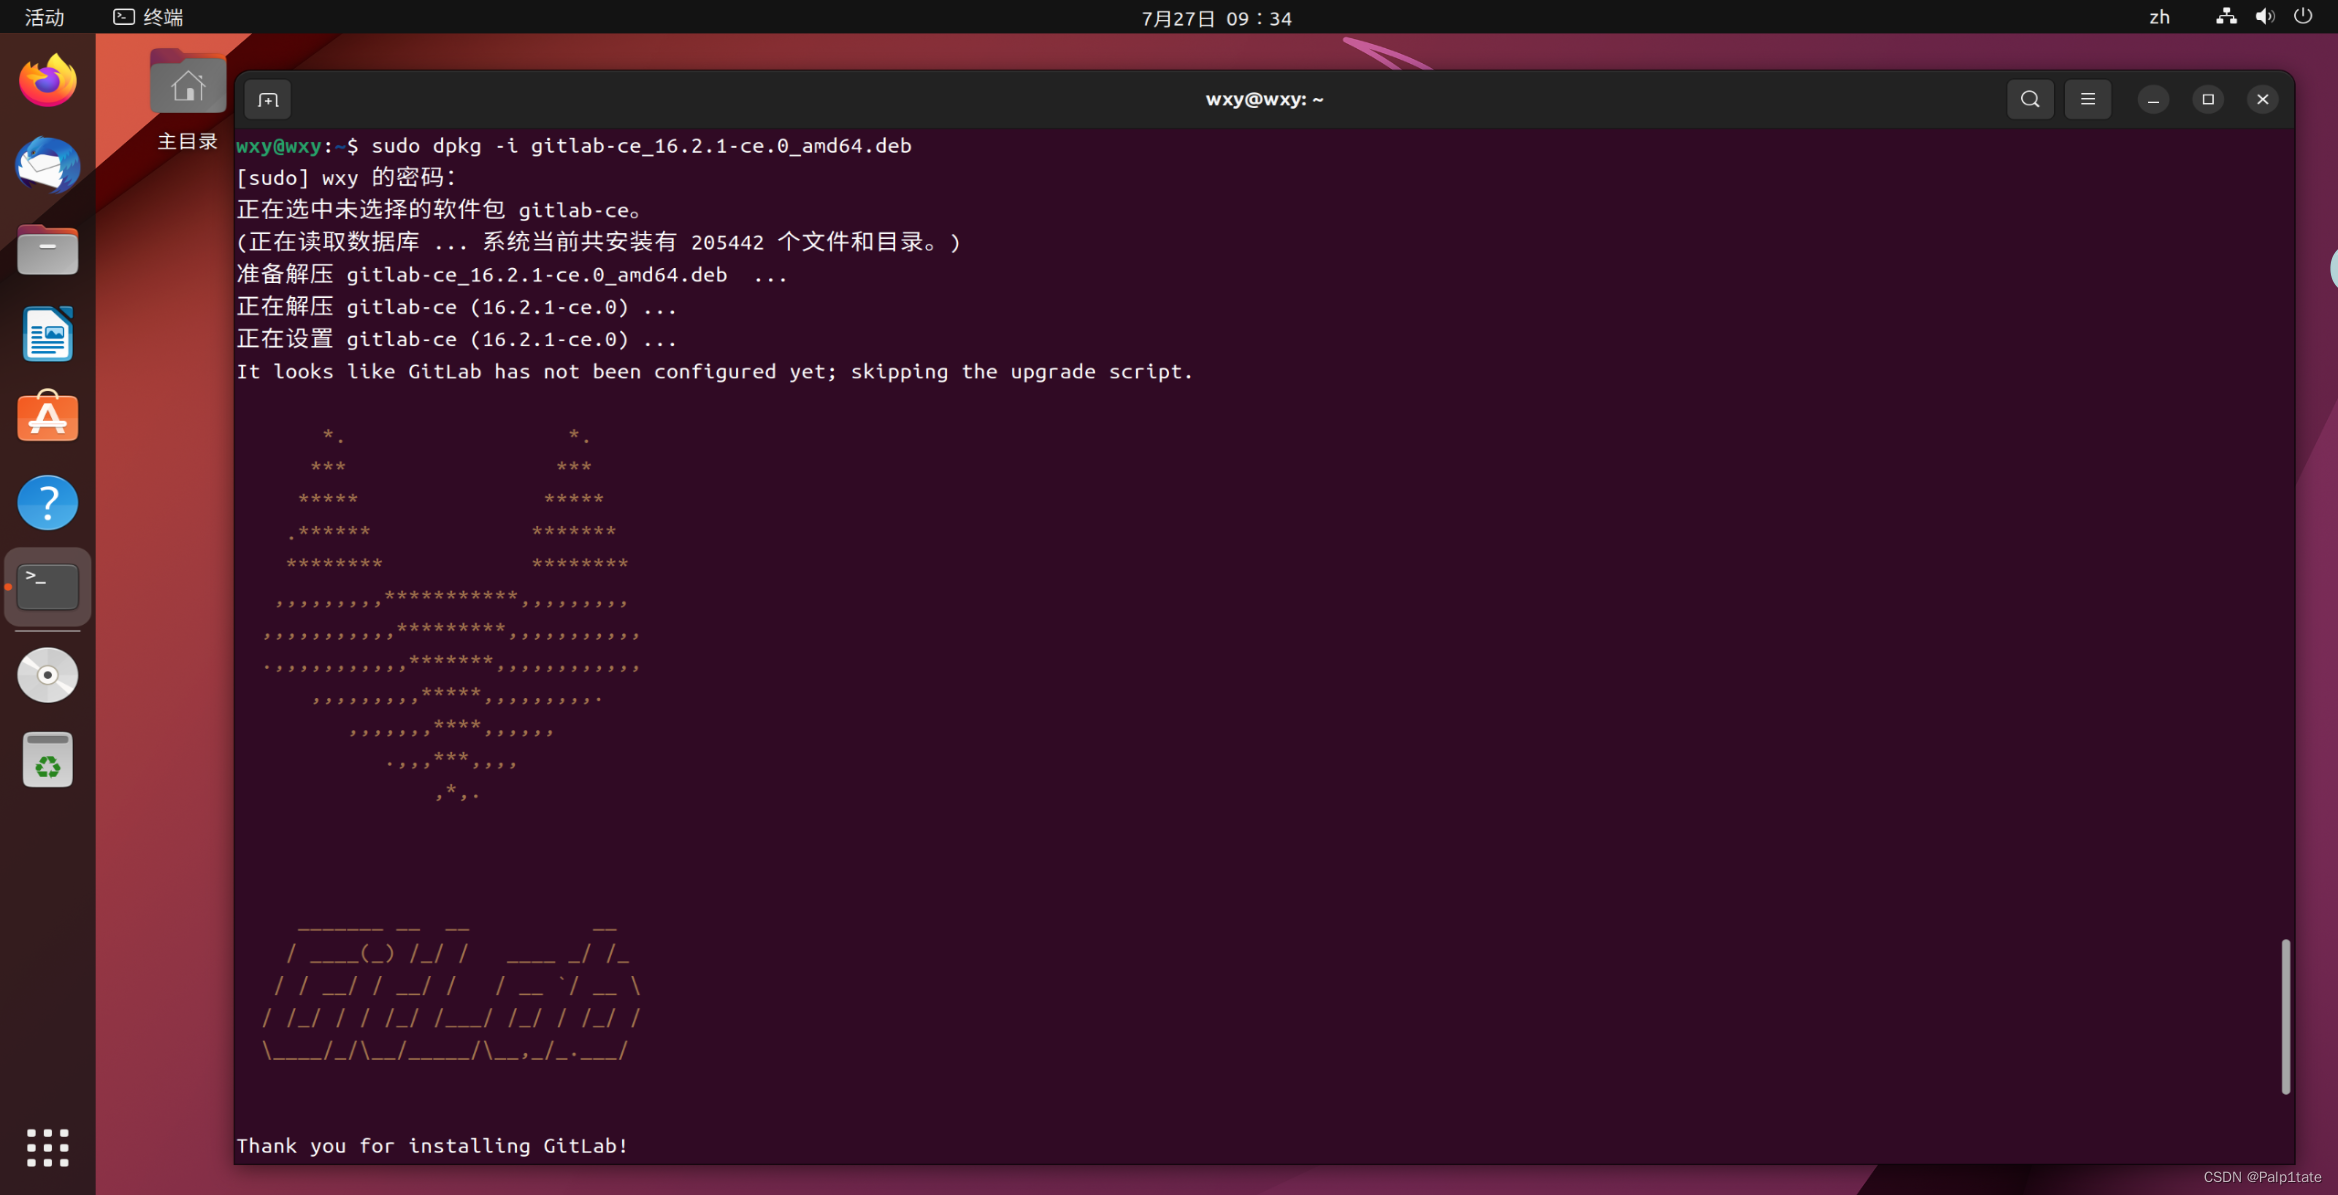 活动 终端 7月27日 09：34 zh
主目录
wxy@wxy: ~
wxy@wxy:~$ sudo dpkg -i gitlab-ce_16.2.1-ce.0_amd64.deb
[sudo] wxy 的密码：
正在选中未选择的软件包 gitlab-ce。
(正在读取数据库 ... 系统当前共安装有 205442 个文件和目录。)
准备解压 gitlab-ce_16.2.1-ce.0_amd64.deb  ...
正在解压 gitlab-ce (16.2.1-ce.0) ...
正在设置 gitlab-ce (16.2.1-ce.0) ...
It looks like GitLab has not been configured yet; skipping the upgrade script.

       *.                  *.
      ***                 ***
     *****               *****
    .******             *******
    ********            ********
   ,,,,,,,,,***********,,,,,,,,,
  ,,,,,,,,,,,*********,,,,,,,,,,,
  .,,,,,,,,,,,*******,,,,,,,,,,,,
      ,,,,,,,,,*****,,,,,,,,,.
         ,,,,,,,****,,,,,,
            .,,,***,,,,
                ,*,.

     _______ __  __          __
    / ____(_) /_/ /   ____ _/ /_
   / / __/ / __/ /   / __ `/ __ \
  / /_/ / / /_/ /___/ /_/ / /_/ /
  \____/_/\__/_____/\__,_/_.___/

Thank you for installing GitLab!
CSDN @Palp1tate